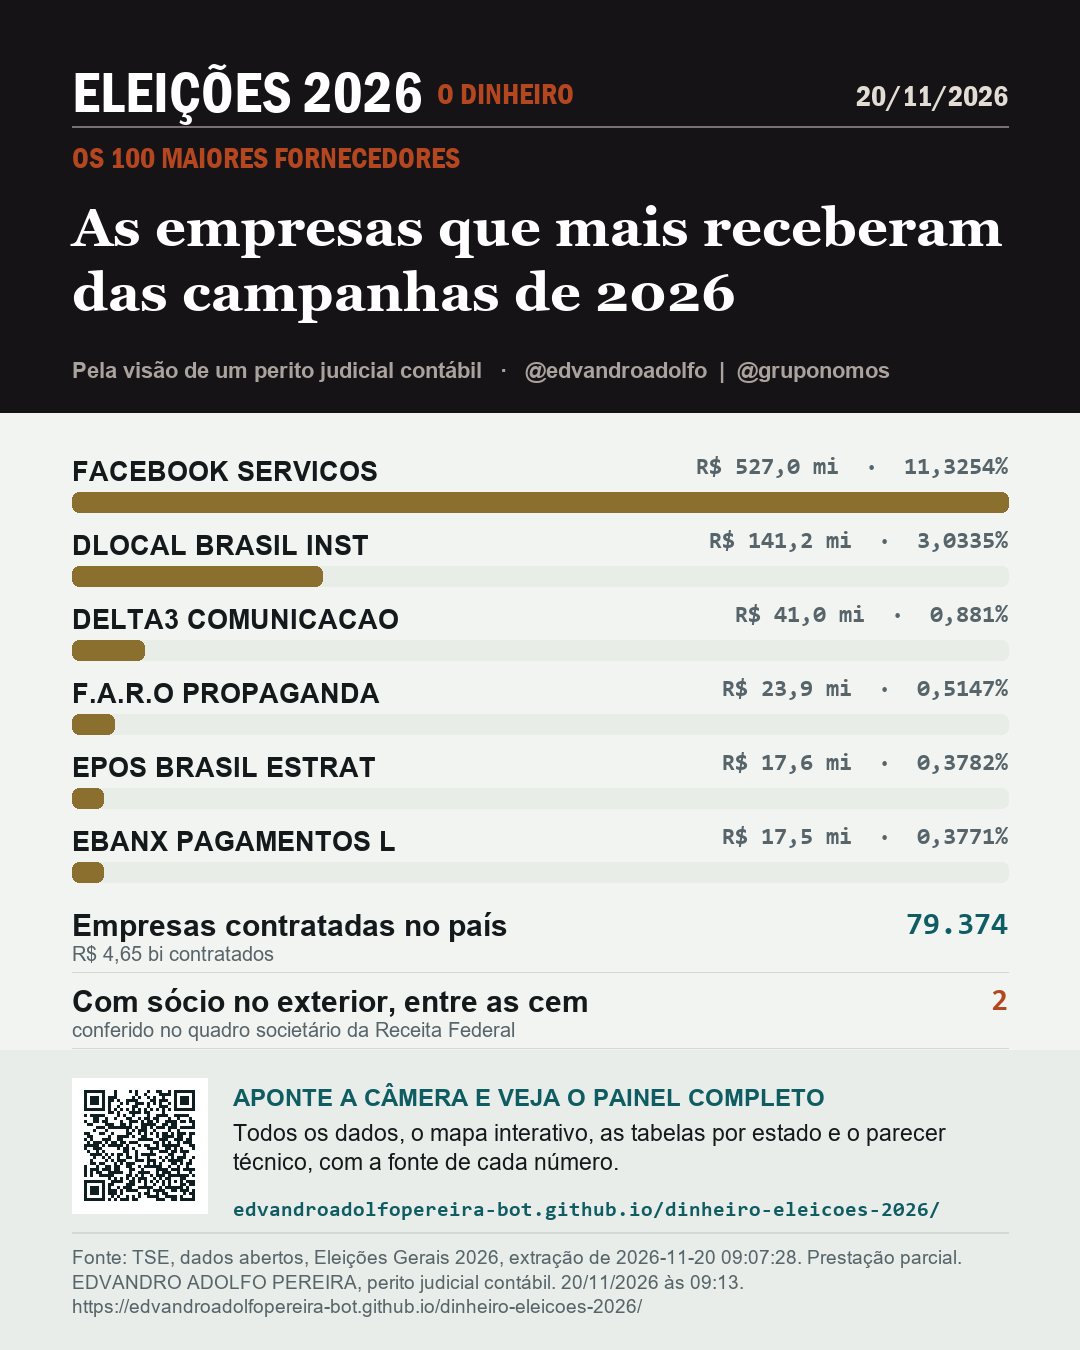 ELEIÇÕES 2026 O DINHEIRO 20/11/2026
OS 100 MAIORES FORNECEDORES
As empresas que mais receberam
das campanhas de 2026
Pela visão de um perito judicial contábil · @edvandroadolfo | @gruponomos
FACEBOOK SERVICOS R$ 527,0 mi · 11,3254%
DLOCAL BRASIL INST R$ 141,2 mi · 3,0335%
DELTA3 COMUNICACAO R$ 41,0 mi · 0,881%
F.A.R.O PROPAGANDA R$ 23,9 mi · 0,5147%
EPOS BRASIL ESTRAT R$ 17,6 mi · 0,3782%
EBANX PAGAMENTOS L R$ 17,5 mi · 0,3771%
Empresas contratadas no país 79.374
R$ 4,65 bi contratados
Com sócio no exterior, entre as cem 2
conferido no quadro societário da Receita Federal
APONTE A CÂMERA E VEJA O PAINEL COMPLETO
Todos os dados, o mapa interativo, as tabelas por estado e o parecer
técnico, com a fonte de cada número.
edvandroadolfopereira-bot.github.io/dinheiro-eleicoes-2026/
Fonte: TSE, dados abertos, Eleições Gerais 2026, extração de 2026-11-20 09:07:28. Prestação parcial.
EDVANDRO ADOLFO PEREIRA, perito judicial contábil. 20/11/2026 às 09:13.
https://edvandroadolfopereira-bot.github.io/dinheiro-eleicoes-2026/